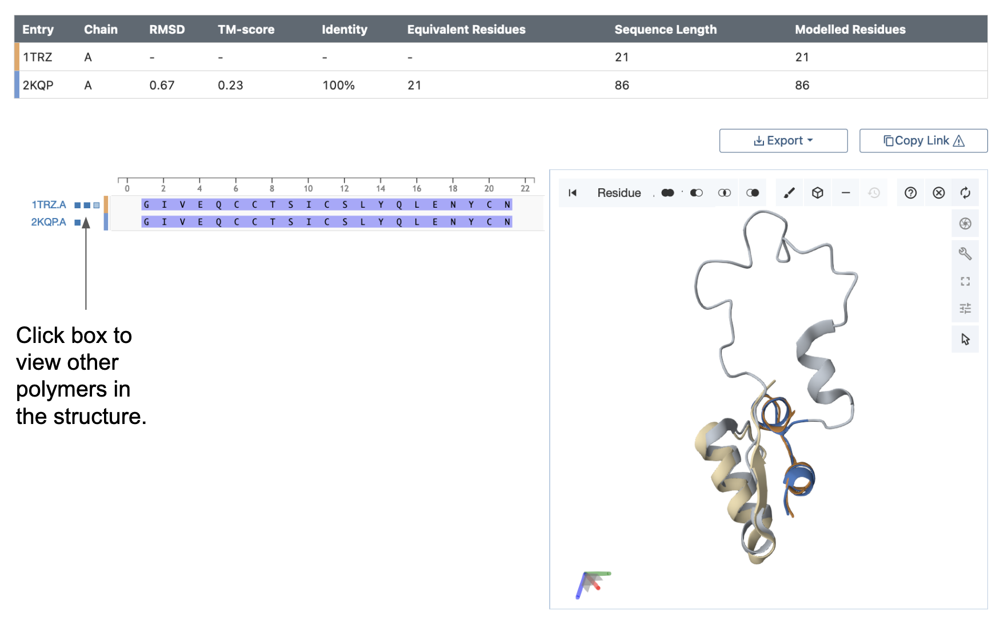 Entry Chain RMSD TM-score Identity Equivalent Residues Sequence Length Modelled Residues
1TRZ A - - - - 21 21
2KQP A 0.67 0.23 100% 21 86 86
Export
Copy Link
0 2 4 6 8 10 12 14 16 18 20 22
1TRZ.A G I V E Q C C T S I C S L Y Q L E N Y C N
2KQP.A G I V E Q C C T S I C S L Y Q L E N Y C N
Residue
Click box to
view other
polymers in
the structure.